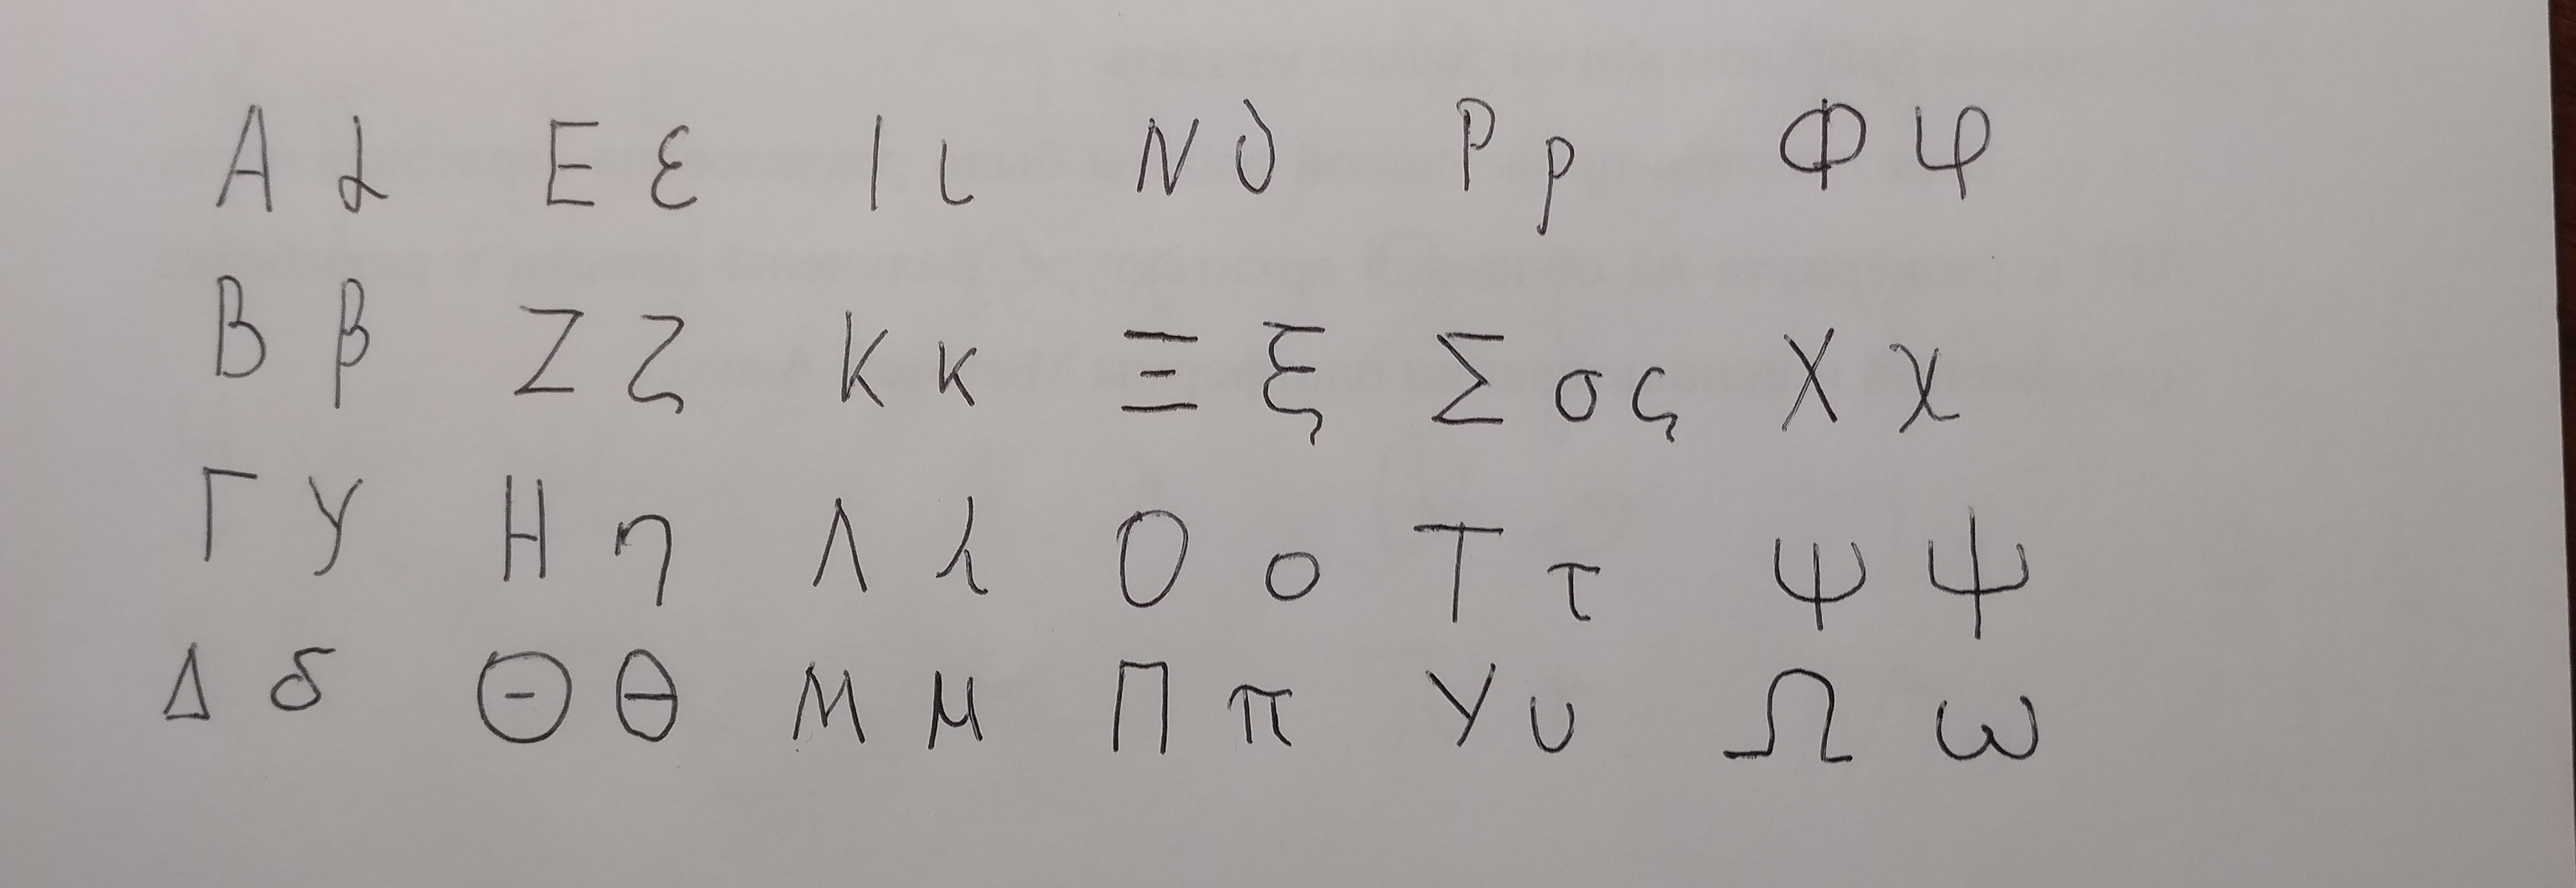 Α α Ε ε Ι ι Ν ν Ρ ρ Φ φ
Β β Ζ ζ Κ κ Ξ ξ Σ σ ς Χ χ
Γ γ Η η Λ λ Ο ο Τ τ Ψ ψ
Δ δ Θ θ Μ μ Π π Υ υ Ω ω